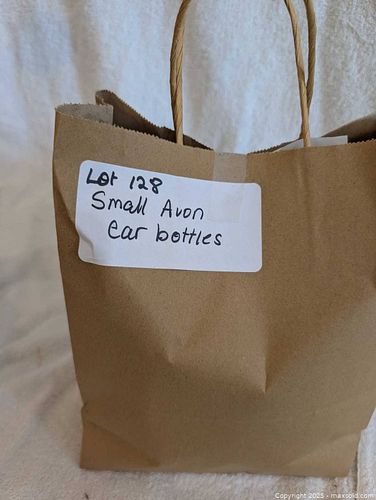 Lot 128
Small Avon
Car bottles
Copyright 2025 - maxsold.com